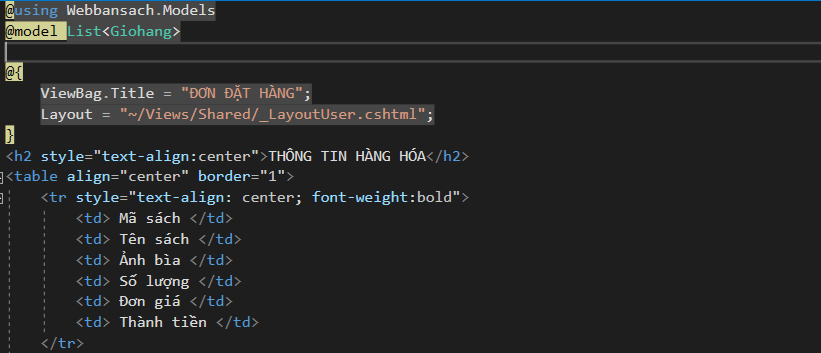 @using Webbansach.Models
@model List<Giohang>
@{
ViewBag.Title = "ĐƠN ĐẶT HÀNG";
Layout = "~/Views/Shared/_LayoutUser.cshtml";
}
<h2 style="text-align:center">THÔNG TIN HÀNG HÓA</h2>
<table align="center" border="1">
<tr style="text-align: center; font-weight:bold">
<td> Mã sách </td>
<td> Tên sách </td>
<td> Ảnh bìa </td>
<td> Số lượng </td>
<td> Đơn giá </td>
<td> Thành tiền </td>
</tr>